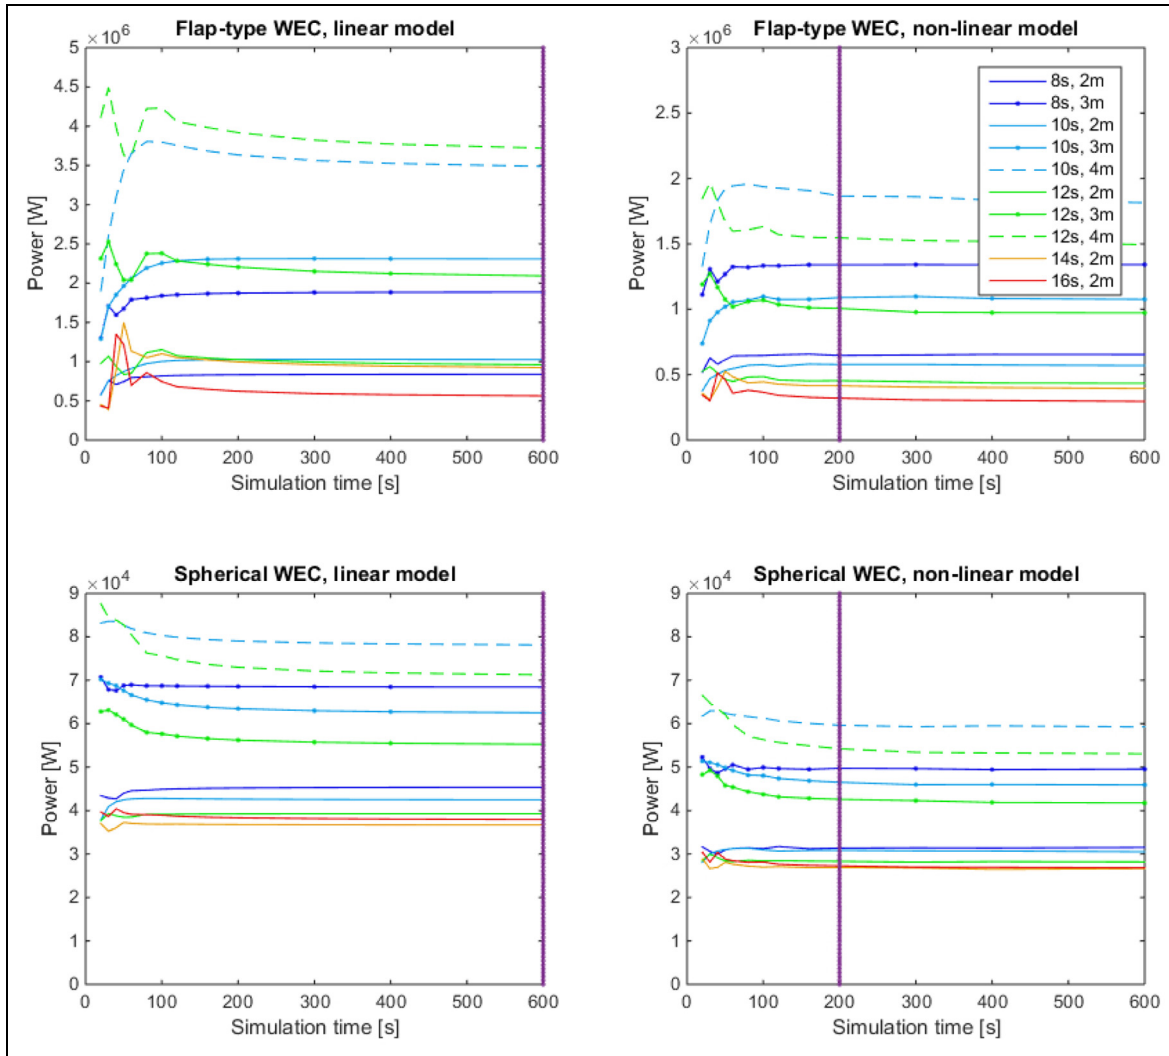 Flap-type WEC, linear model
×10^6
5
4.5
4
3.5
3
2.5
2
1.5
1
0.5
0
Power [W]
0 100 200 300 400 500 600
Simulation time [s]
Flap-type WEC, non-linear model
×10^6
3
2.5
2
1.5
1
0.5
0
Power [W]
8s, 2m
8s, 3m
10s, 2m
10s, 3m
10s, 4m
12s, 2m
12s, 3m
12s, 4m
14s, 2m
16s, 2m
0 100 200 300 400 500 600
Simulation time [s]
Spherical WEC, linear model
×10^4
9
8
7
6
5
4
3
2
1
0
Power [W]
0 100 200 300 400 500 600
Simulation time [s]
Spherical WEC, non-linear model
×10^4
9
8
7
6
5
4
3
2
1
0
Power [W]
0 100 200 300 400 500 600
Simulation time [s]